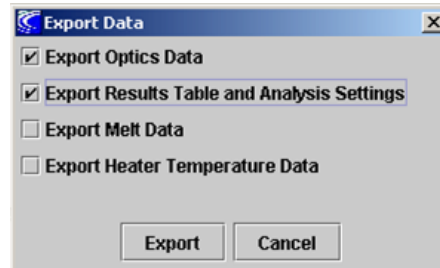 Export Data
Export Optics Data
Export Results Table and Analysis Settings
Export Melt Data
Export Heater Temperature Data
Export Cancel